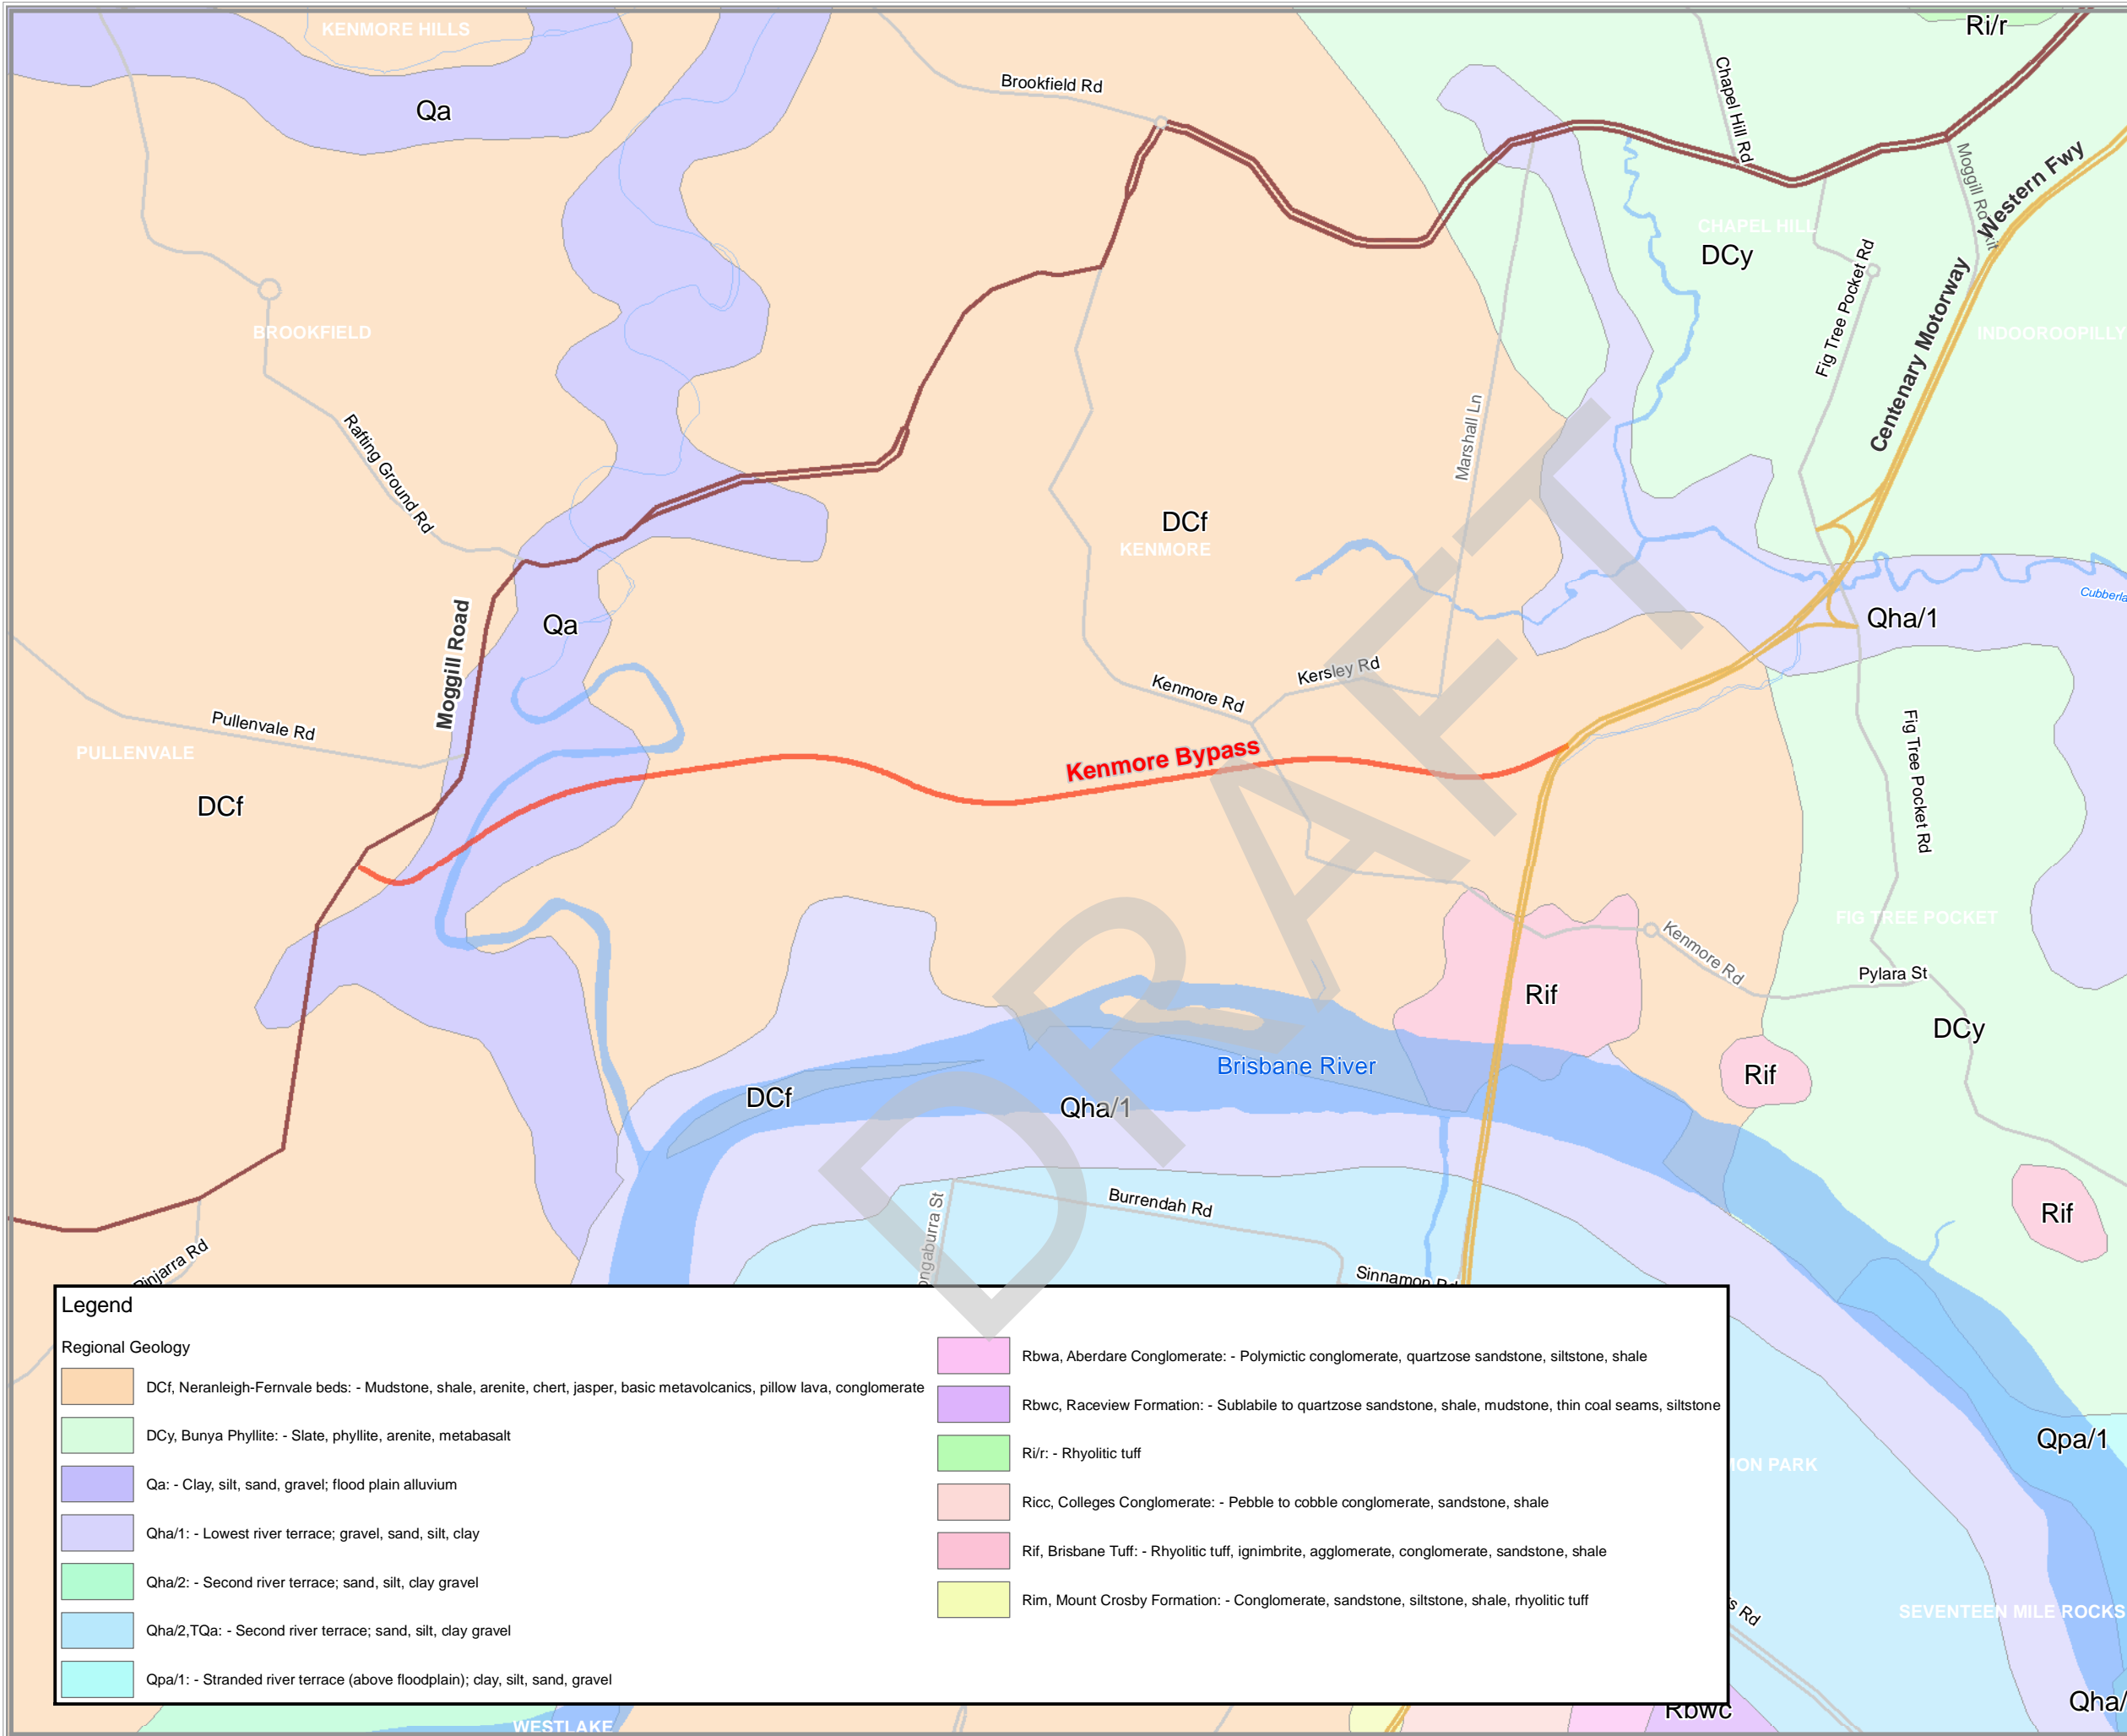 KENMORE HILLS
Ri/r
Brookfield Rd
Chapel Hill Rd
Qa
Moggill Rd
Western Fwy
CHAPEL HILL
DCy
Fig Tree Pocket Rd
Centenary Motorway
BROOKFIELD
INDOOROOPILLY
Rafting Ground Rd
Marshall Ln
DCf
KENMORE
Cubberla
Qa
Qha/1
Moggill Road
Kersley Rd
Kenmore Rd
Pullenvale Rd
PULLENVALE
Kenmore Bypass
Fig Tree Pocket Rd
DCf
FIG TREE POCKET
Kenmore Rd
Pylara St
Rif
DCy
Brisbane River
Rif
DCf
Qha/1
DRAFT
Rif
Burrendah Rd
ongaburra St
Pinjarra Rd
Sinnamon Rd
Legend
Regional Geology
DCf, Neranleigh-Fernvale beds: - Mudstone, shale, arenite, chert, jasper, basic metavolcanics, pillow lava, conglomerate
DCy, Bunya Phyllite: - Slate, phyllite, arenite, metabasalt
Qa: - Clay, silt, sand, gravel; flood plain alluvium
Qha/1: - Lowest river terrace; gravel, sand, silt, clay
Qha/2: - Second river terrace; sand, silt, clay gravel
Qha/2,TQa: - Second river terrace; sand, silt, clay gravel
Qpa/1: - Stranded river terrace (above floodplain); clay, silt, sand, gravel
Rbwa, Aberdare Conglomerate: - Polymictic conglomerate, quartzose sandstone, siltstone, shale
Rbwc, Raceview Formation: - Sublabile to quartzose sandstone, shale, mudstone, thin coal seams, siltstone
Ri/r: - Rhyolitic tuff
Ricc, Colleges Conglomerate: - Pebble to cobble conglomerate, sandstone, shale
Rif, Brisbane Tuff: - Rhyolitic tuff, ignimbrite, agglomerate, conglomerate, sandstone, shale
Rim, Mount Crosby Formation: - Conglomerate, sandstone, siltstone, shale, rhyolitic tuff
Qpa/1
MON PARK
s Rd
SEVENTEEN MILE ROCKS
Qha/
Rbwc
WESTLAKE